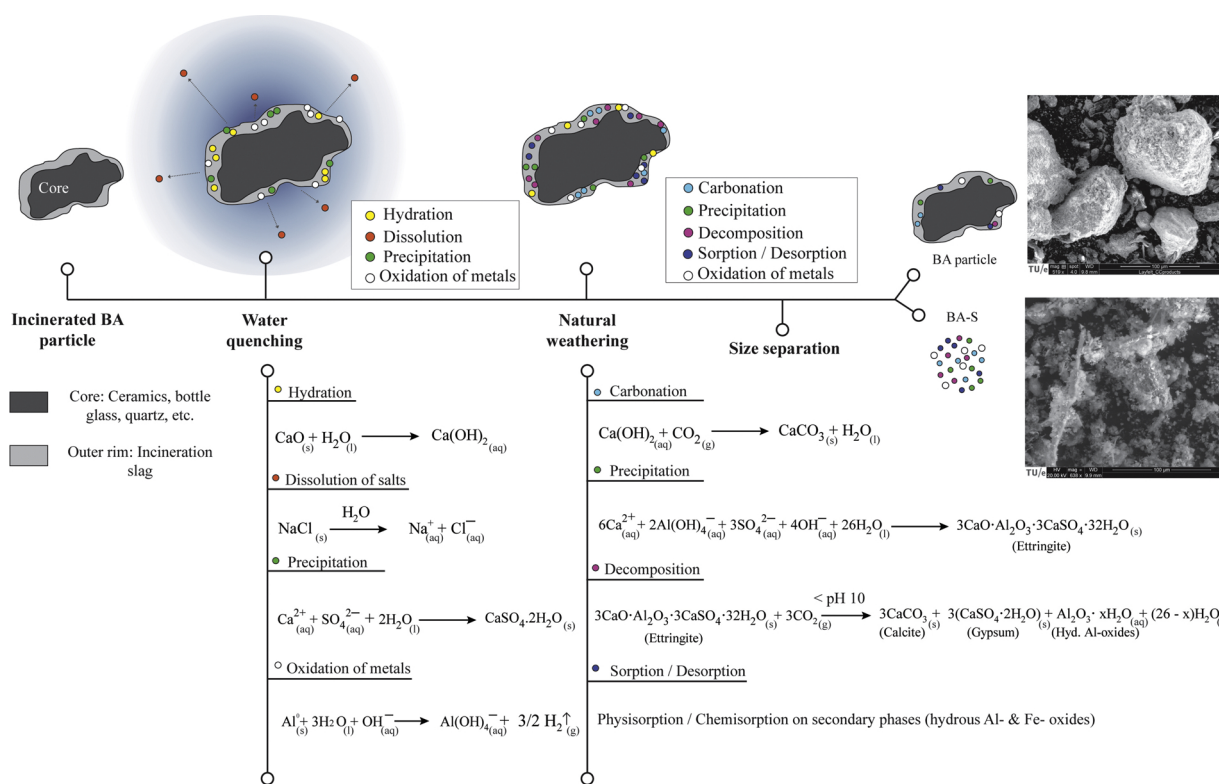 Core
Hydration
Dissolution
Precipitation
Oxidation of metals
Carbonation
Precipitation
Decomposition
Sorption / Desorption
Oxidation of metals
BA particle
BA-S
Incinerated BA
particle
Water
quenching
Natural
weathering
Size separation
Core: Ceramics, bottle
glass, quartz, etc.
Outer rim: Incineration
slag
Hydration
CaO(s) + H2O(l) → Ca(OH)2(aq)
Dissolution of salts
H2O
NaCl(s) → Na+(aq) + Cl−(aq)
Precipitation
Ca2+(aq) + SO42−(aq) + 2H2O(l) → CaSO4.2H2O(s)
Oxidation of metals
Al°(s) + 3H2O(l) + OH−(aq) → Al(OH)4−(aq) + 3/2 H2↑(g)
Carbonation
Ca(OH)2(aq) + CO2(g) → CaCO3(s) + H2O(l)
Precipitation
6Ca2+(aq) + 2Al(OH)4−(aq) + 3SO42−(aq) + 4OH−(aq) + 26H2O(l) → 3CaO·Al2O3·3CaSO4·32H2O(s)
(Ettringite)
Decomposition
< pH 10
3CaO·Al2O3·3CaSO4·32H2O(s) + 3CO2(g) → 3CaCO3(s) + 3(CaSO4·2H2O)(s) + Al2O3·xH2O(aq) + (26 - x)H2O(
(Ettringite) (Calcite) (Gypsum) (Hyd. Al-oxides)
Sorption / Desorption
Physisorption / Chemisorption on secondary phases (hydrous Al- & Fe- oxides)
TU/e
100 µm
TU/e
100 µm